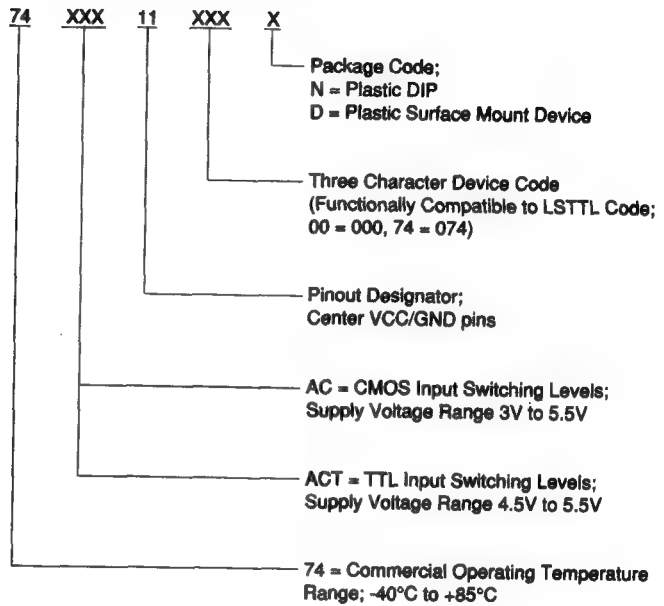 74 XXX 11 XXX X
Package Code;
N = Plastic DIP
D = Plastic Surface Mount Device
Three Character Device Code
(Functionally Compatible to LSTTL Code;
00 = 000, 74 = 074)
Pinout Designator;
Center VCC/GND pins
AC = CMOS Input Switching Levels;
Supply Voltage Range 3V to 5.5V
ACT = TTL Input Switching Levels;
Supply Voltage Range 4.5V to 5.5V
74 = Commercial Operating Temperature
Range; -40°C to +85°C